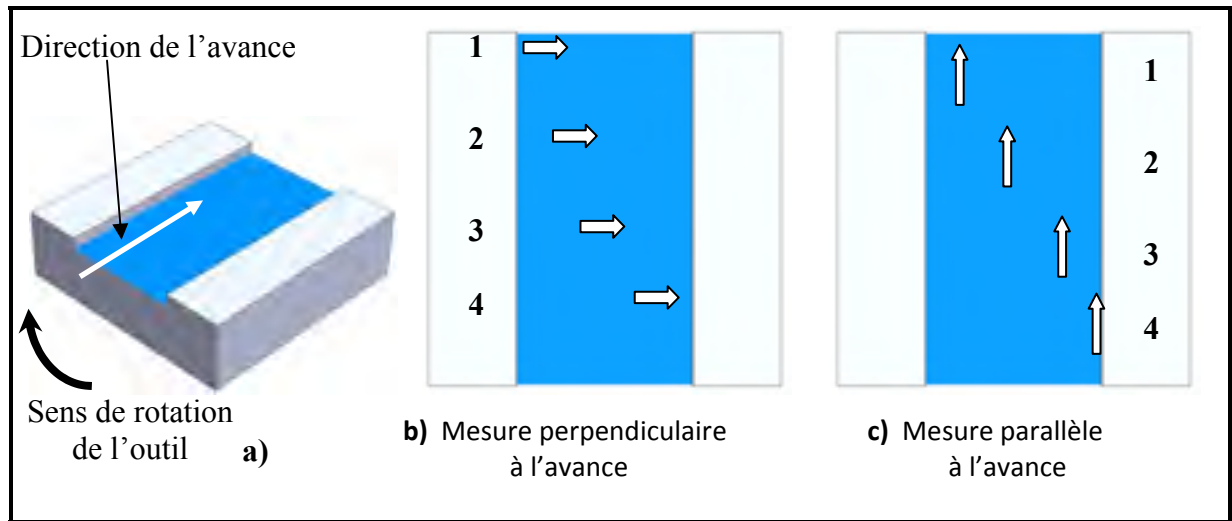 Direction de l’avance
Sens de rotation
de l’outil
a)
1
2
3
4
b) Mesure perpendiculaire
à l’avance
1
2
3
4
c) Mesure parallèle
à l’avance